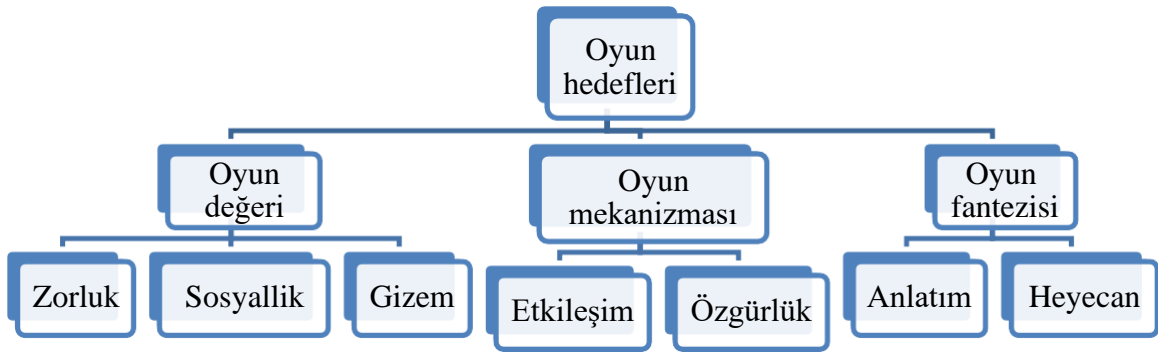 Oyun
hedefleri
Oyun
değeri
Oyun
mekanizması
Oyun
fantezisi
Zorluk
Sosyallik
Gizem
Etkileşim
Özgürlük
Anlatım
Heyecan